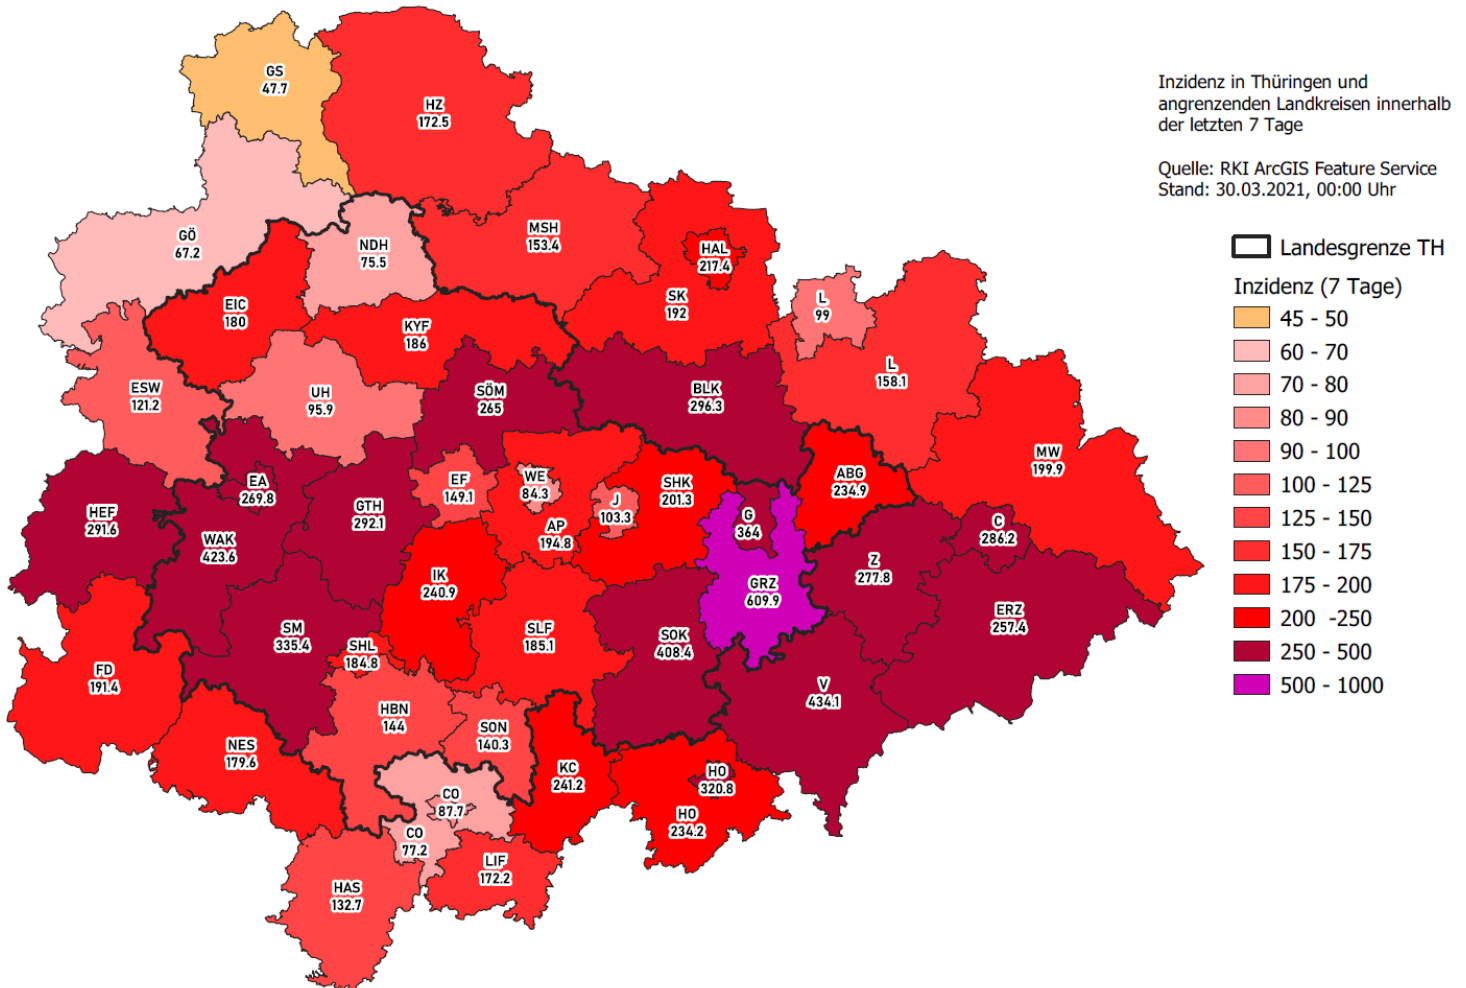 Inzidenz in Thüringen und
angrenzenden Landkreisen innerhalb
der letzten 7 Tage
Quelle: RKI ArcGIS Feature Service
Stand: 30.03.2021, 00:00 Uhr
Landesgrenze TH
Inzidenz (7 Tage)
45 - 50
60 - 70
70 - 80
80 - 90
90 - 100
100 - 125
125 - 150
150 - 175
175 - 200
200 -250
250 - 500
500 - 1000
GS
47.7
HZ
172.5
GÖ
67.2
NDH
75.5
MSH
153.4
HAL
217.4
SK
192
L
99
L
158.1
EIC
180
KYF
186
ESW
121.2
UH
95.9
SÖM
265
BLK
296.3
MW
199.9
HEF
291.6
EA
269.8
WAK
423.6
GTH
292.1
EF
149.1
WE
84.3
AP
194.8
J
103.3
SHK
201.3
G
364
ABG
234.9
C
286.2
Z
277.8
GRZ
609.9
ERZ
257.4
IK
240.9
SM
335.4
SHL
184.8
SLF
185.1
SOK
408.4
V
434.1
FD
191.4
NES
179.6
HBN
144
SON
140.3
KC
241.2
HO
320.8
HO
234.2
CO
87.7
CO
77.2
LIF
172.2
HAS
132.7